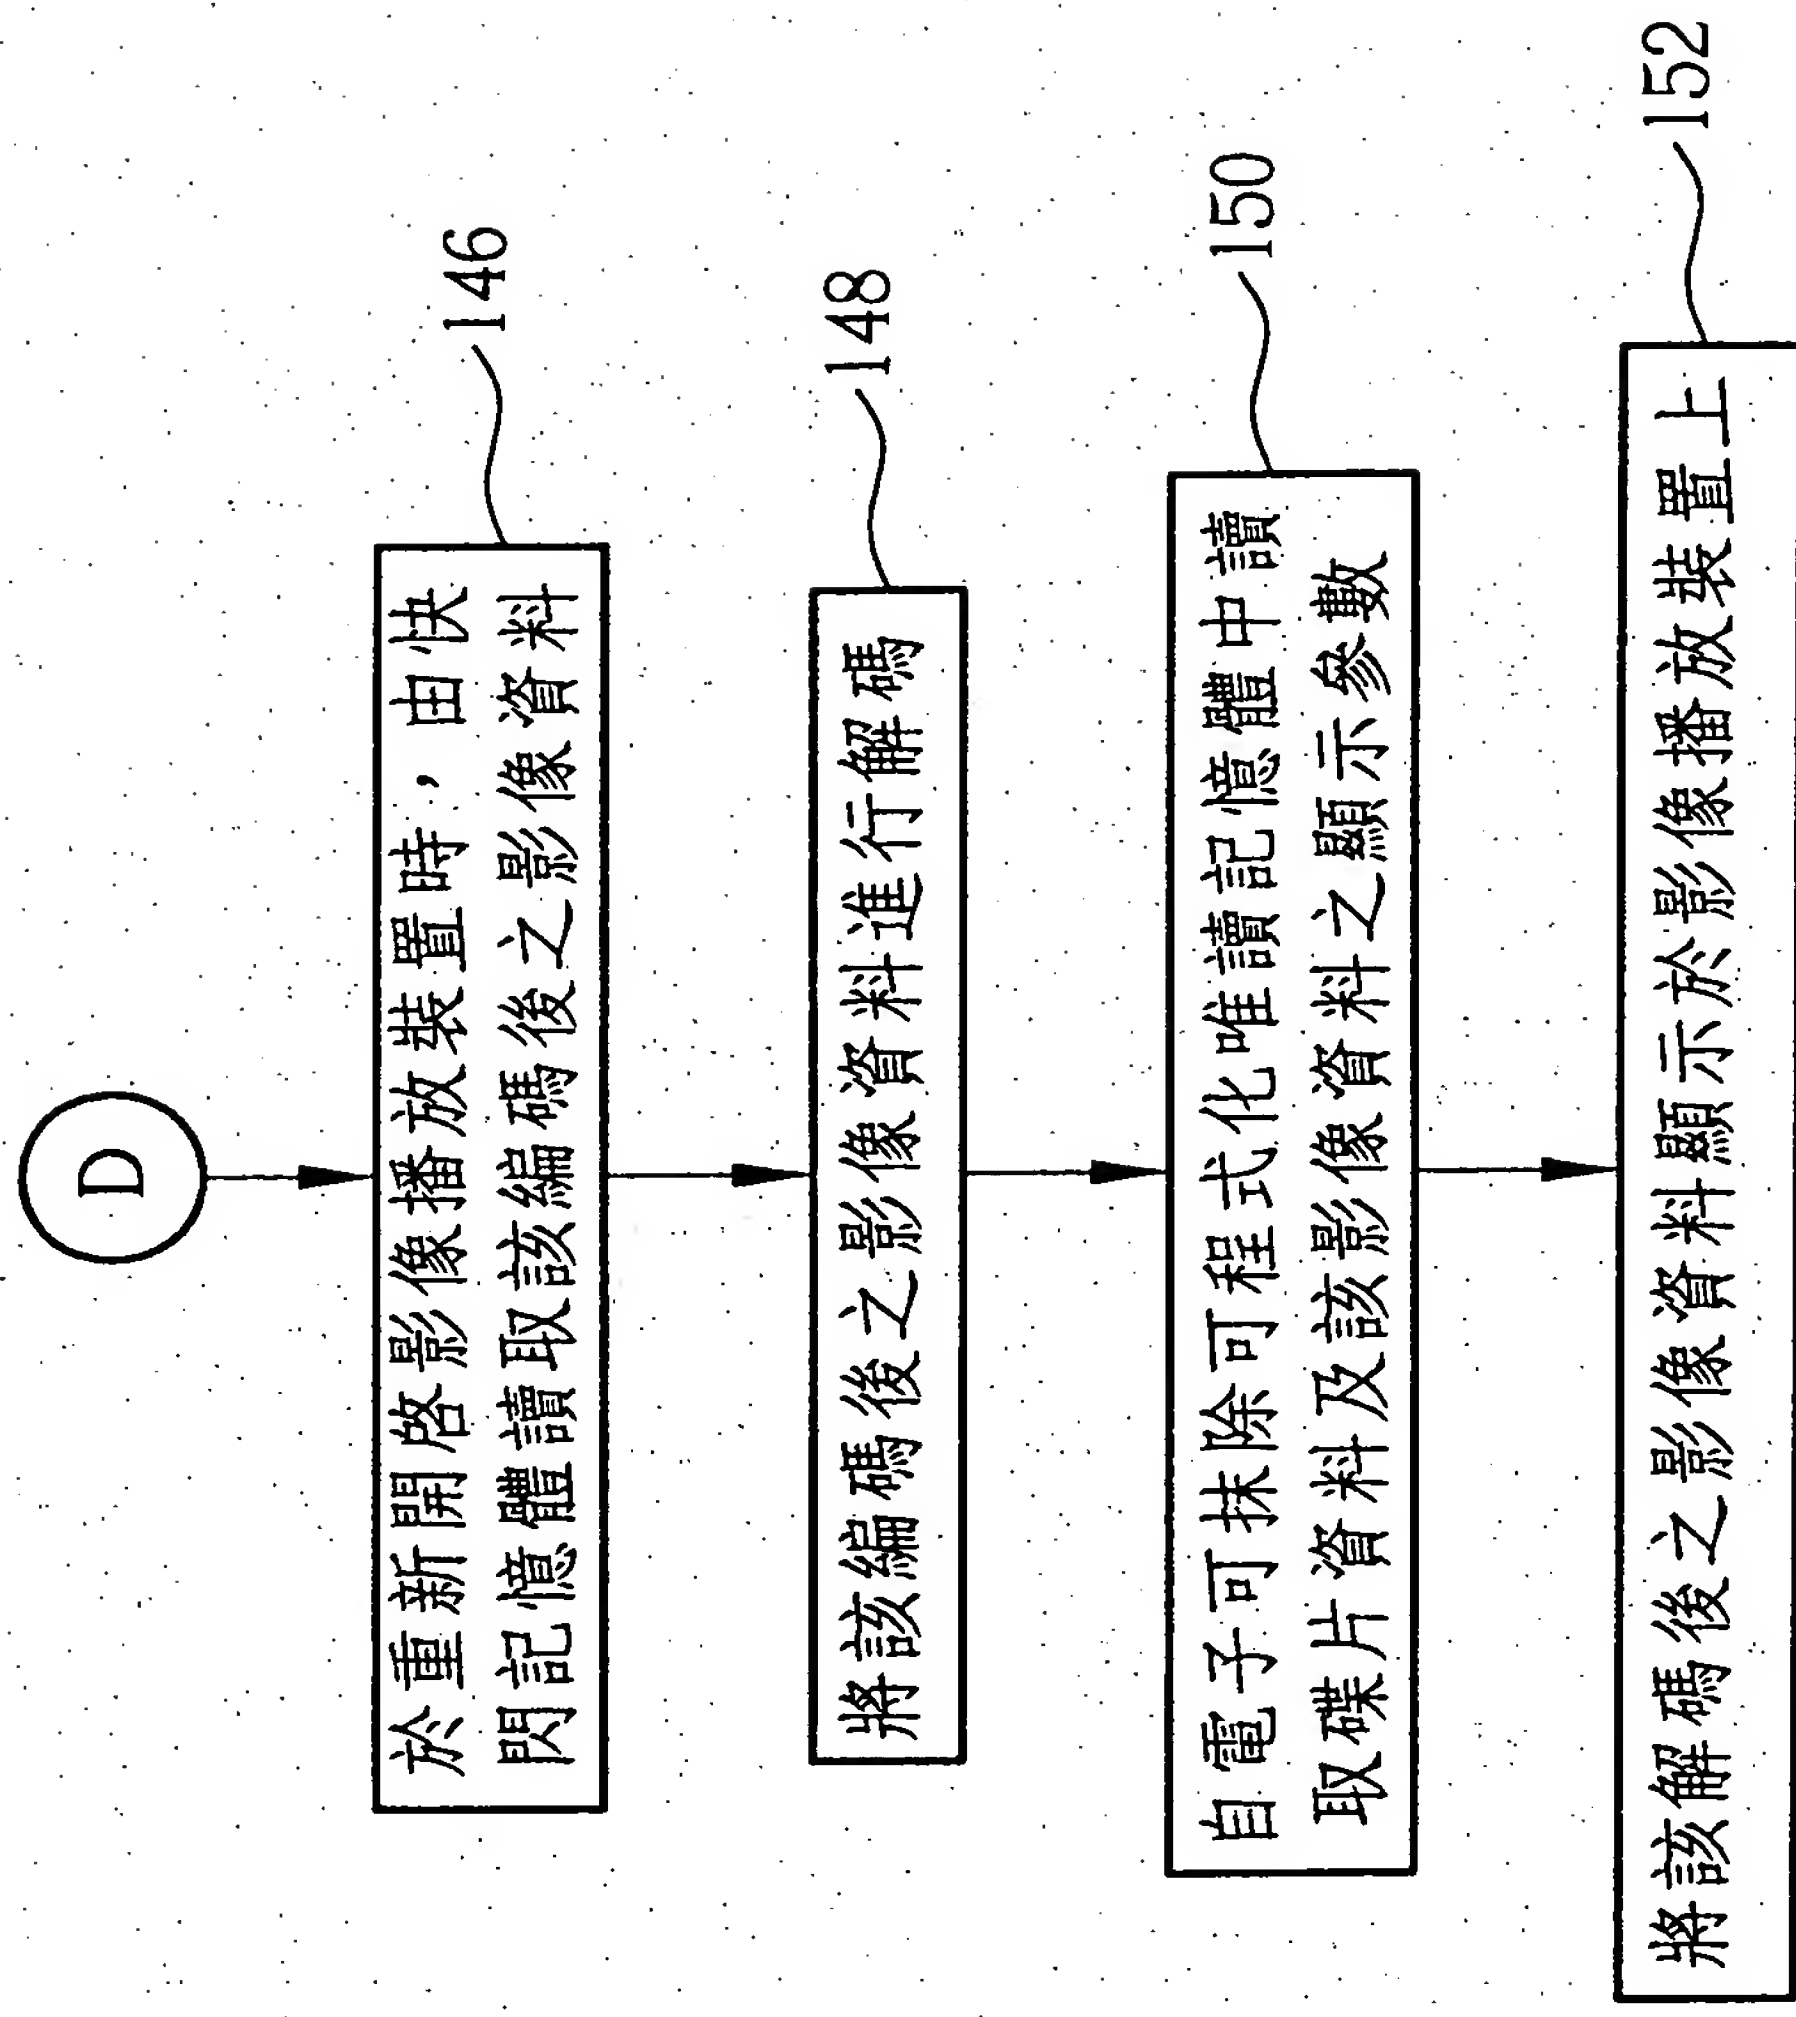 D
146
於重新開啓影像播放裝置時，由快
閃記憶體讀取該編碼後之影像資料
148
將該編碼後之影像資料進行解碼
150
自電子可抹除可程式化唯讀記憶體中讀
取碟片資料及該影像資料之顯示參數
152
將該解碼後之影像資料顯示於影像播放裝置上